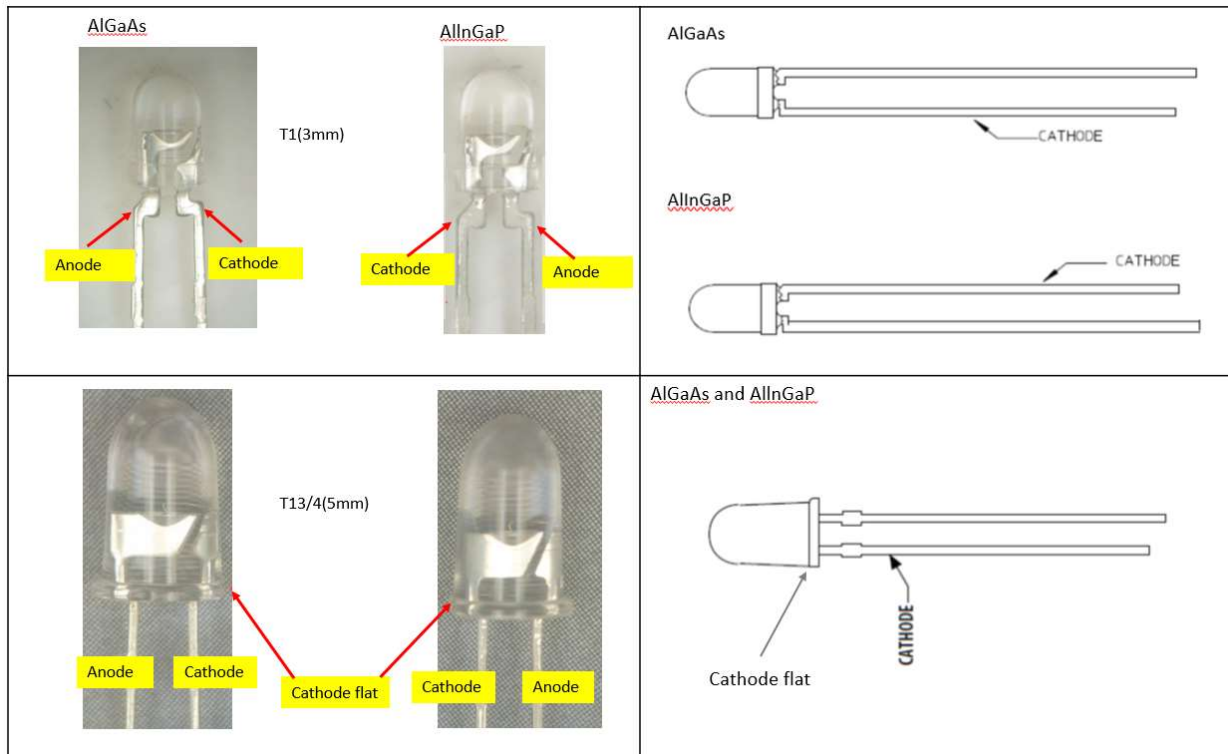 AlGaAs
AlInGaP
T1(3mm)
Anode
Cathode
Cathode
Anode
AlGaAs
CATHODE
AlInGaP
CATHODE
T13/4(5mm)
Anode
Cathode
Cathode flat
Cathode
Anode
AlGaAs and AlInGaP
CATHODE
Cathode flat